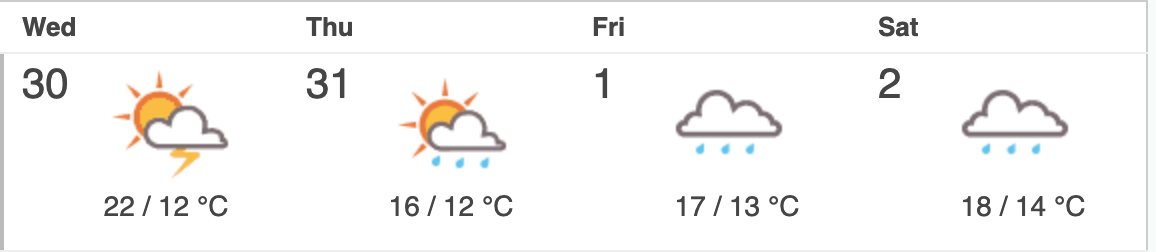 Wed Thu Fri Sat
30 31 1 2
22 / 12 °C 16 / 12 °C 17 / 13 °C 18 / 14 °C